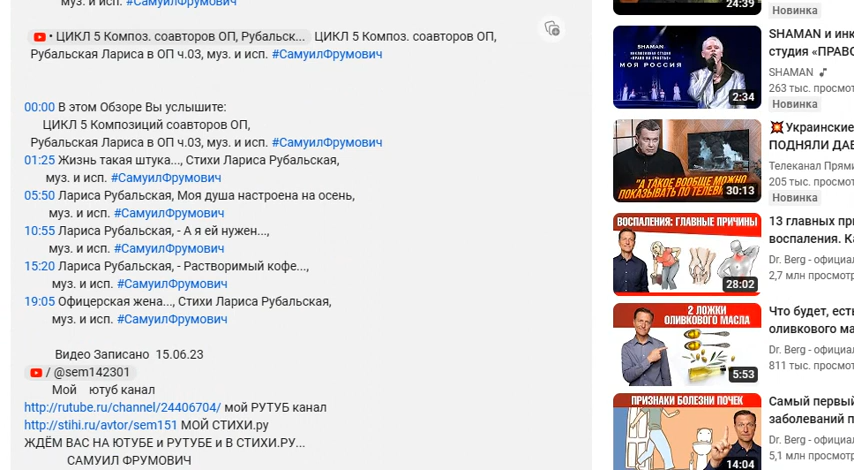 муз. и исп. #СамуилФрумович
• ЦИКЛ 5 Композ. соавторов ОП, Рубальск... ЦИКЛ 5 Композ. соавторов ОП,
Рубальская Лариса в ОП ч.03, муз. и исп. #СамуилФрумович
00:00 В этом Обзоре Вы услышите:
ЦИКЛ 5 Композиций соавторов ОП,
Рубальская Лариса в ОП ч.03, муз. и исп. #СамуилФрумович
01:25 Жизнь такая штука..., Стихи Лариса Рубальская,
муз. и исп. #СамуилФрумович
05:50 Лариса Рубальская, Моя душа настроена на осень,
муз. и исп. #СамуилФрумович
10:55 Лариса Рубальская, - А я ей нужен...,
муз. и исп. #СамуилФрумович
15:20 Лариса Рубальская, - Растворимый кофе...,
муз. и исп. #СамуилФрумович
19:05 Офицерская жена..., Стихи Лариса Рубальская,
муз. и исп. #СамуилФрумович
Видео Записано 15.06.23
/ @sem142301
Мой ютуб канал
http://rutube.ru/channel/24406704/ мой РУТУБ канал
http://stihi.ru/avtor/sem151 МОЙ СТИХИ.ру
ЖДЁМ ВАС НА ЮТУБЕ и РУТУБЕ и В СТИХИ.РУ...
САМУИЛ ФРУМОВИЧ
24:39
Новинка
SHAMAN
МОЯ РОССИЯ
2:34
SHAMAN и инк
студия «ПРАВО
SHAMAN
263 тыс. просмот
Новинка
"А ТАКОЕ ВООБЩЕ МОЖНО
ПОКАЗЫВАТЬ ПО ТЕЛЕВИ
30:13
Украинские
ПОДНЯЛИ ДАВ
Телеканал Прями
205 тыс. просмот
Новинка
ВОСПАЛЕНИЯ: ГЛАВНЫЕ ПРИЧИНЫ
28:02
13 главных при
воспаления. Ка
Dr. Berg - официа
2,7 млн просмотр
2 ЛОЖКИ
ОЛИВКОВОГО МАСЛА
5:53
Что будет, есть
оливкового ма
Dr. Berg - официа
811 тыс. просмот
ПРИЗНАКИ БОЛЕЗНИ ПОЧЕК
14:04
Самый первый
заболеваний п
Dr. Berg - официа
5,1 млн просмотр